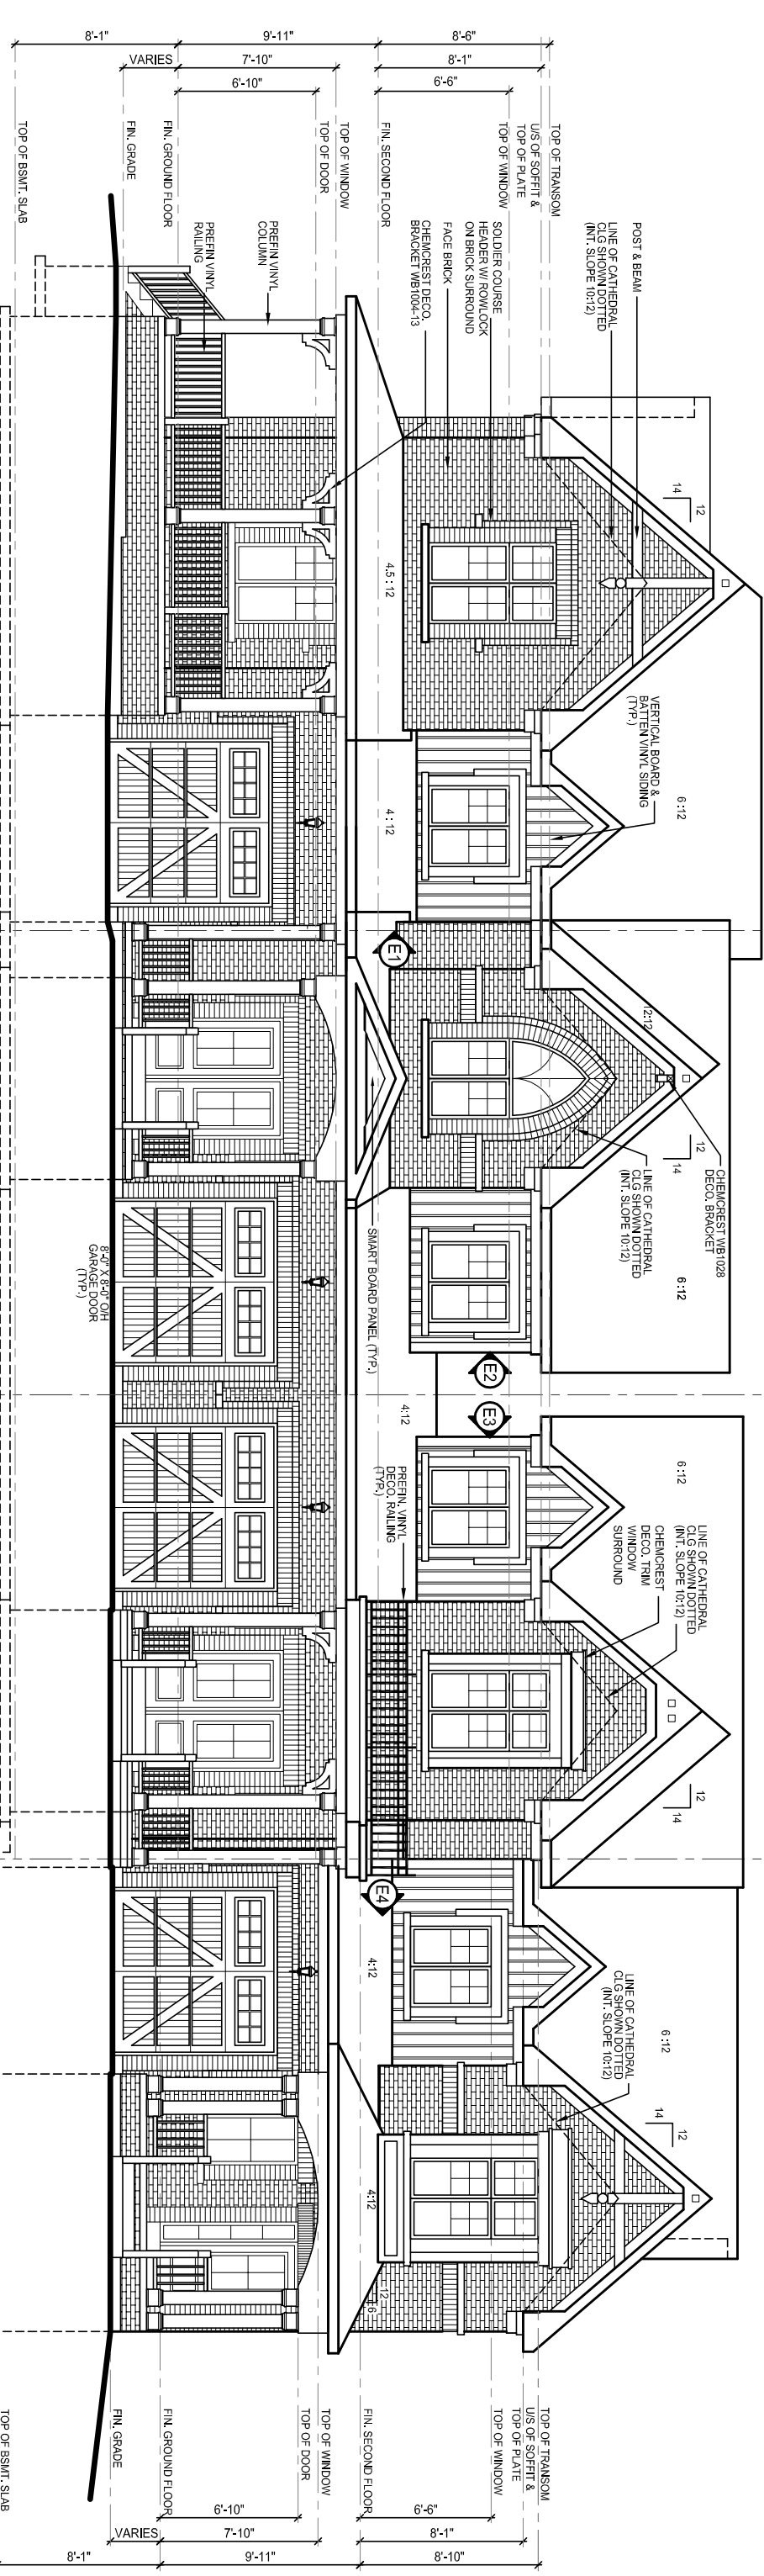 8'-1"
9'-11"
8'-6"
VARIES
7'-10"
8'-1"
6'-10"
6'-6"
TOP OF TRANSOM
U/S OF SOFFIT &
TOP OF PLATE
TOP OF WINDOW
FIN. SECOND FLOOR
TOP OF WINDOW
TOP OF DOOR
FIN. GROUND FLOOR
FIN. GRADE
TOP OF BSMT. SLAB
POST & BEAM
LINE OF CATHEDRAL
CLG SHOWN DOTTED
(INT. SLOPE 10:12)
SOLDIER COURSE
HEADER W/ ROWLOCK
ON BRICK SURROUND
FACE BRICK
CHEMCREST DECO.
BRACKET WB1004-13
PREFIN VINYL
COLUMN
PREFIN VINYL
RAILING
12
14
4.5:12
VERTICAL BOARD &
BATTEN VINYL SIDING
(TYP.)
6:12
4:12
E1
12:12
12
14
CHEMCREST WB1028
DECO. BRACKET
LINE OF CATHEDRAL
CLG SHOWN DOTTED
(INT. SLOPE 10:12)
6:12
SMART BOARD PANEL (TYP.)
8'-0" X 8'-0" O/H
GARAGE DOOR
(TYP.)
E2
E3
4:12
6:12
PREFIN. VINYL
DECO. RAILING
(TYP.)
LINE OF CATHEDRAL
CLG SHOWN DOTTED
(INT. SLOPE 10:12)
CHEMCREST
DECO. TRIM
WINDOW
SURROUND
12
14
E4
4:12
6:12
LINE OF CATHEDRAL
CLG SHOWN DOTTED
(INT. SLOPE 10:12)
12
14
4:12
12
6
TOP OF TRANSOM
U/S OF SOFFIT &
TOP OF PLATE
TOP OF WINDOW
FIN. SECOND FLOOR
TOP OF WINDOW
TOP OF DOOR
FIN. GROUND FLOOR
FIN. GRADE
TOP OF BSMT. SLAB
6'-10"
6'-6"
VARIES
7'-10"
8'-1"
8'-1"
9'-11"
8'-10"